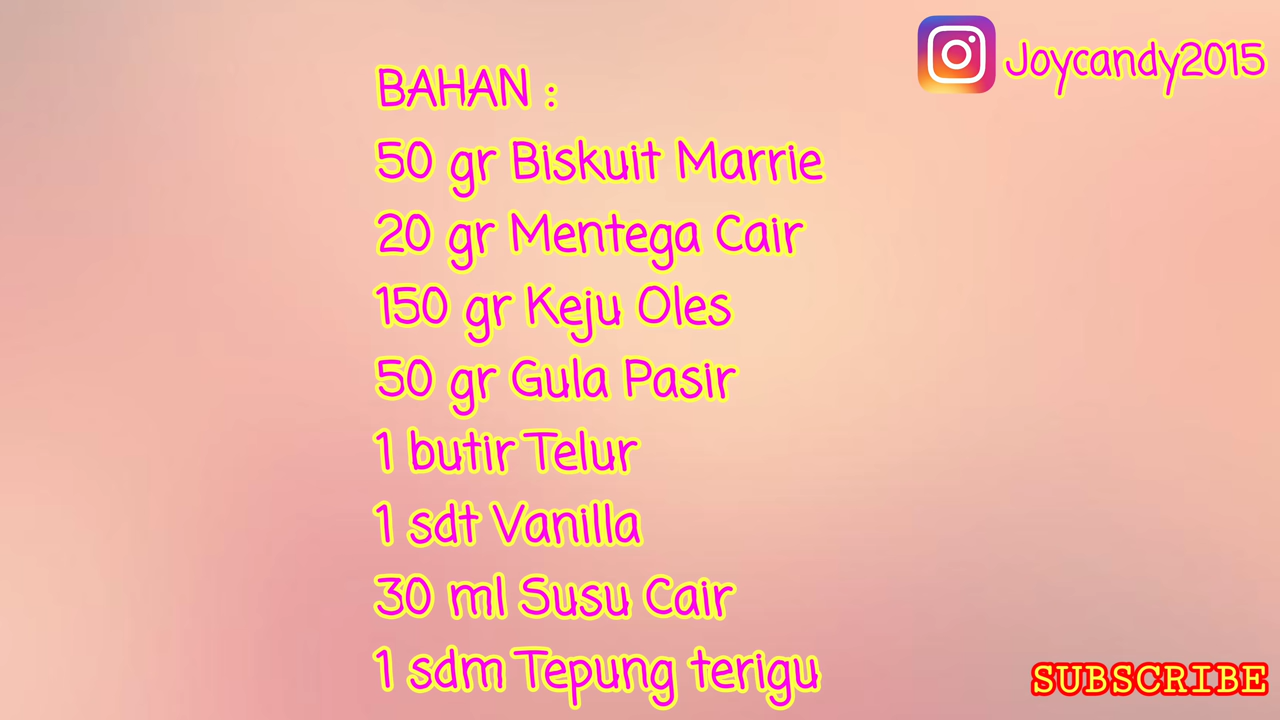 Joycandy2015
BAHAN :
50 gr Biskuit Marrie
20 gr Mentega Cair
150 gr Keju Oles
50 gr Gula Pasir
1 butir Telur
1 sdt Vanilla
30 ml Susu Cair
1 sdm Tepung terigu
SUBSCRIBE